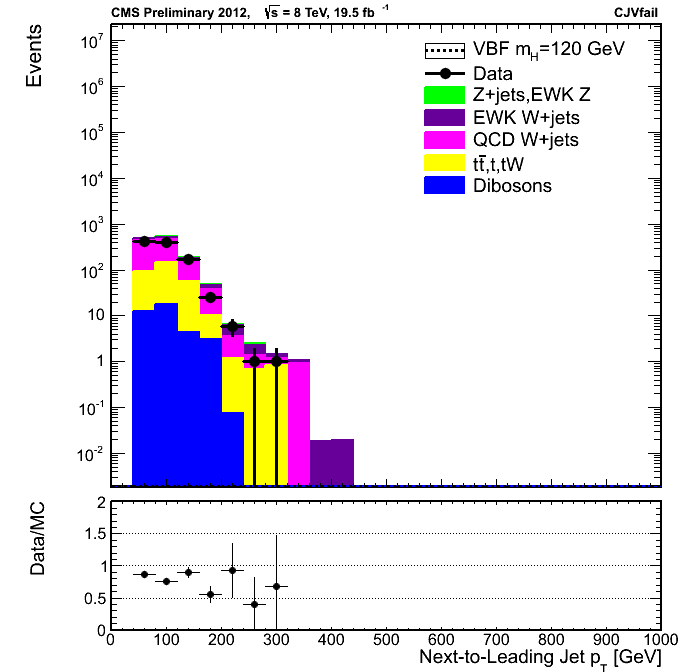 CMS Preliminary 2012, √s = 8 TeV, 19.5 fb⁻¹ CJVfail
Events
10⁷
10⁶
10⁵
10⁴
10³
10²
10
1
10⁻¹
10⁻²
VBF m_H=120 GeV
Data
Z+jets,EWK Z
EWK W+jets
QCD W+jets
tt̄,t,tW
Dibosons
Data/MC
2
1.5
1
0.5
0
0 100 200 300 400 500 600 700 800 900 1000
Next-to-Leading Jet p_T [GeV]